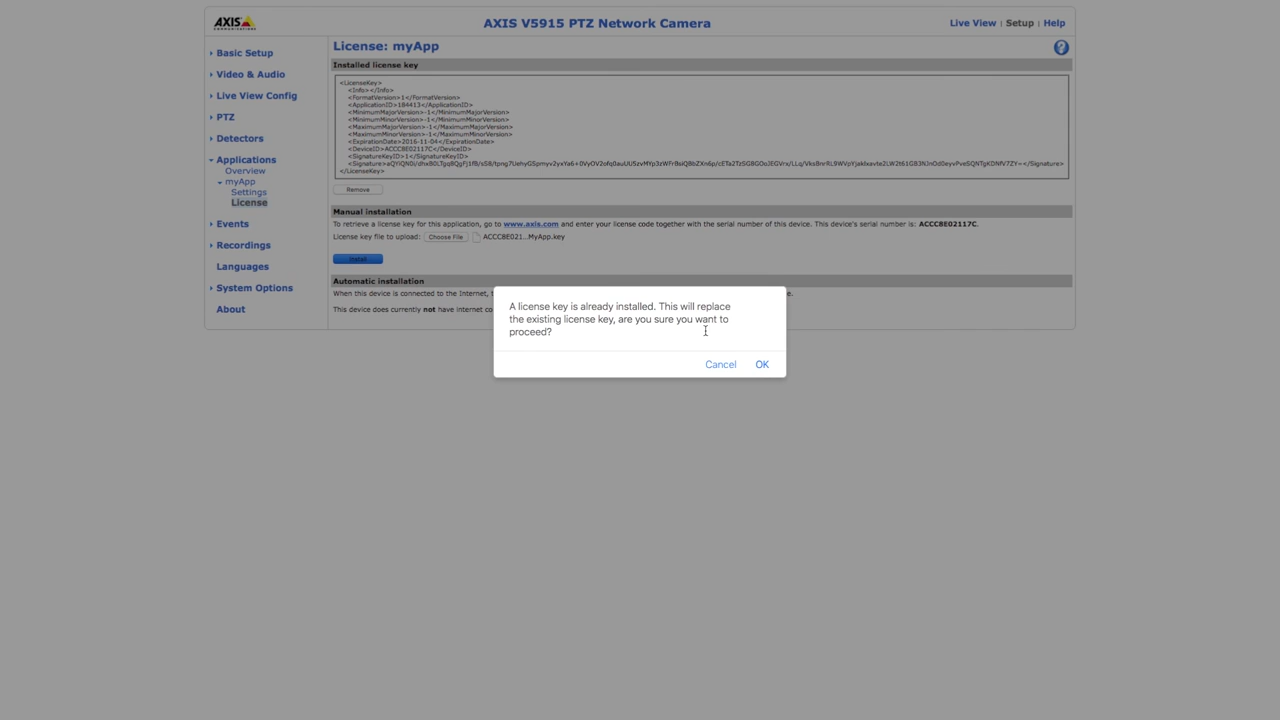 AXIS
COMMUNICATIONS
AXIS V5915 PTZ Network Camera
Live View | Setup | Help
Basic Setup
Video & Audio
Live View Config
PTZ
Detectors
Applications
Overview
myApp
Settings
License
Events
Recordings
Languages
System Options
About
License: myApp
?
Installed license key
<LicenseKey>
<Info></Info>
<FormatVersion>1</FormatVersion>
<ApplicationID>184413</ApplicationID>
<MinimumMajorVersion>-1</MinimumMajorVersion>
<MinimumMinorVersion>-1</MinimumMinorVersion>
<MaximumMajorVersion>-1</MaximumMajorVersion>
<MaximumMinorVersion>-1</MaximumMinorVersion>
<ExpirationDate>2016-11-04</ExpirationDate>
<DeviceID>ACCC8E02117C</DeviceID>
<SignatureKeyID>1</SignatureKeyID>
</Signature>
</LicenseKey>
Remove
Manual installation
To retrieve a license key for this application, go to www.axis.com and enter your license code together with the serial number of this device. This device's serial number is: ACCC8E02117C.
License key file to upload: Choose File ACCC8E021...MyApp.key
Install
Automatic installation
When this device is connected to the Internet,
This device does currently not have Internet
A license key is already installed. This will replace
the existing license key, are you sure you want to
proceed?
Cancel OK